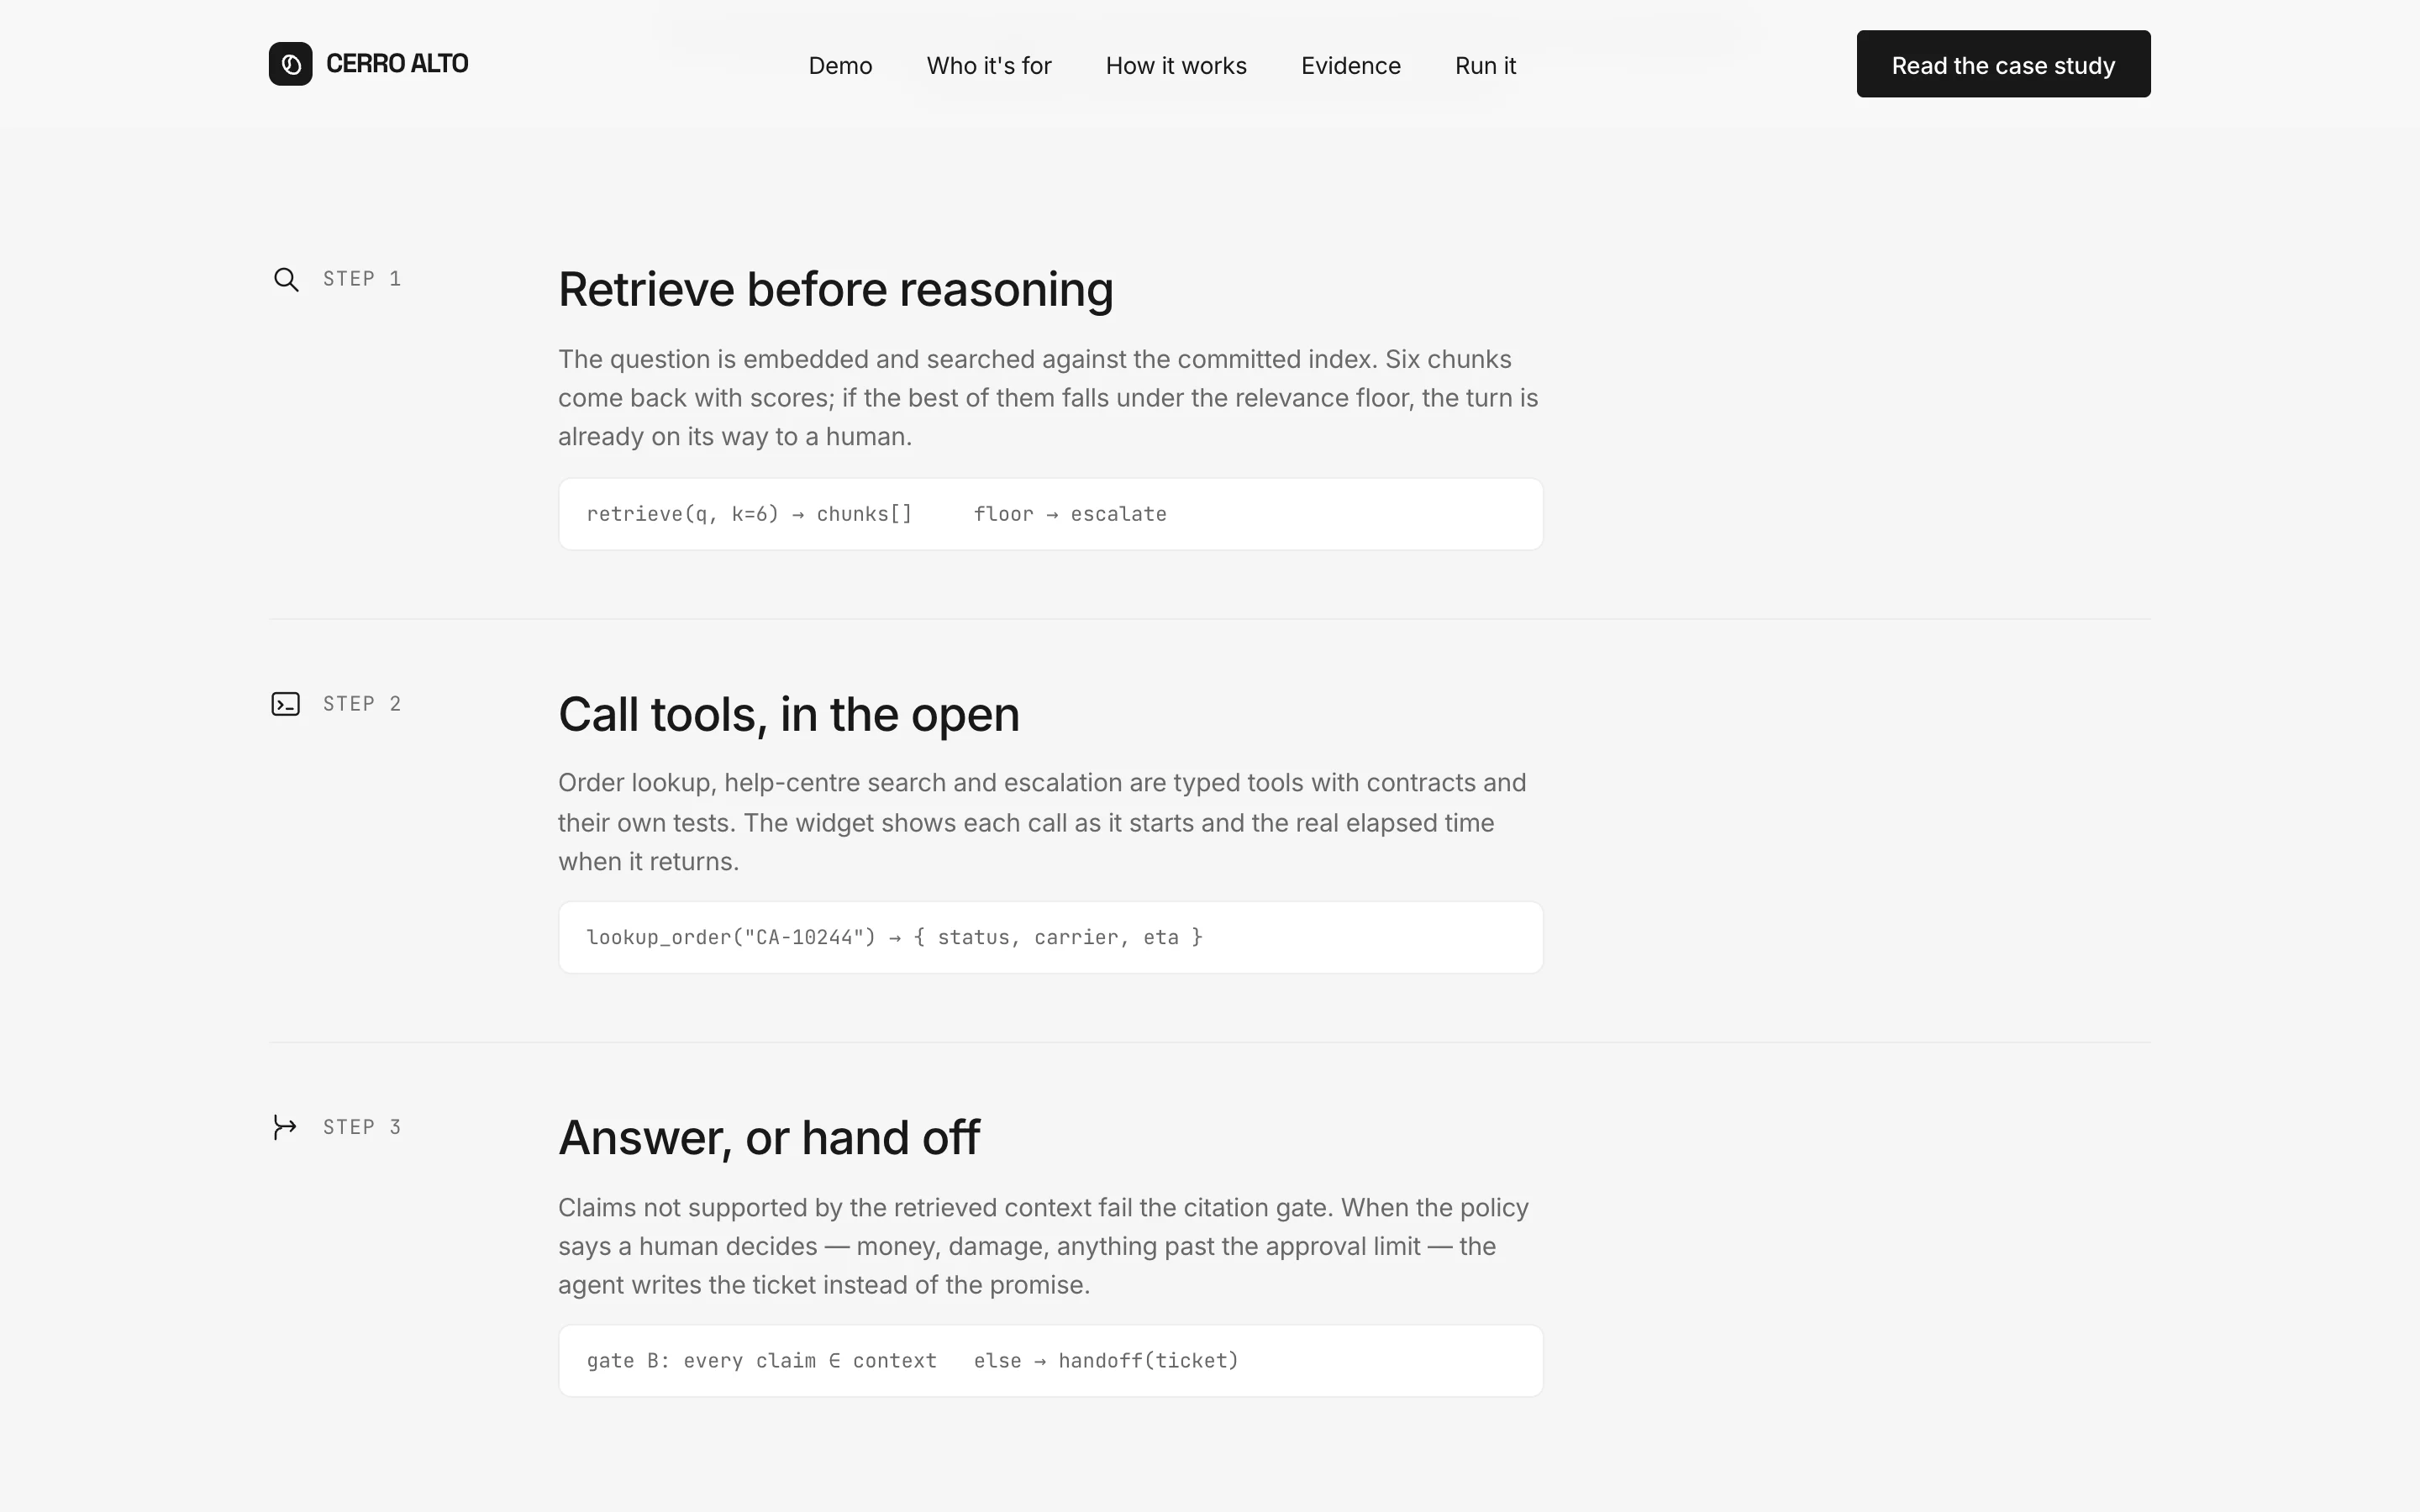 CERRO ALTO
Demo
Who it's for
How it works
Evidence
Run it
Read the case study
STEP 1
Retrieve before reasoning
The question is embedded and searched against the committed index. Six chunks
come back with scores; if the best of them falls under the relevance floor, the turn is
already on its way to a human.
retrieve(q, k=6) → chunks[]     floor → escalate
STEP 2
Call tools, in the open
Order lookup, help-centre search and escalation are typed tools with contracts and
their own tests. The widget shows each call as it starts and the real elapsed time
when it returns.
lookup_order("CA-10244") → { status, carrier, eta }
STEP 3
Answer, or hand off
Claims not supported by the retrieved context fail the citation gate. When the policy
says a human decides — money, damage, anything past the approval limit — the
agent writes the ticket instead of the promise.
gate B: every claim ∈ context   else → handoff(ticket)